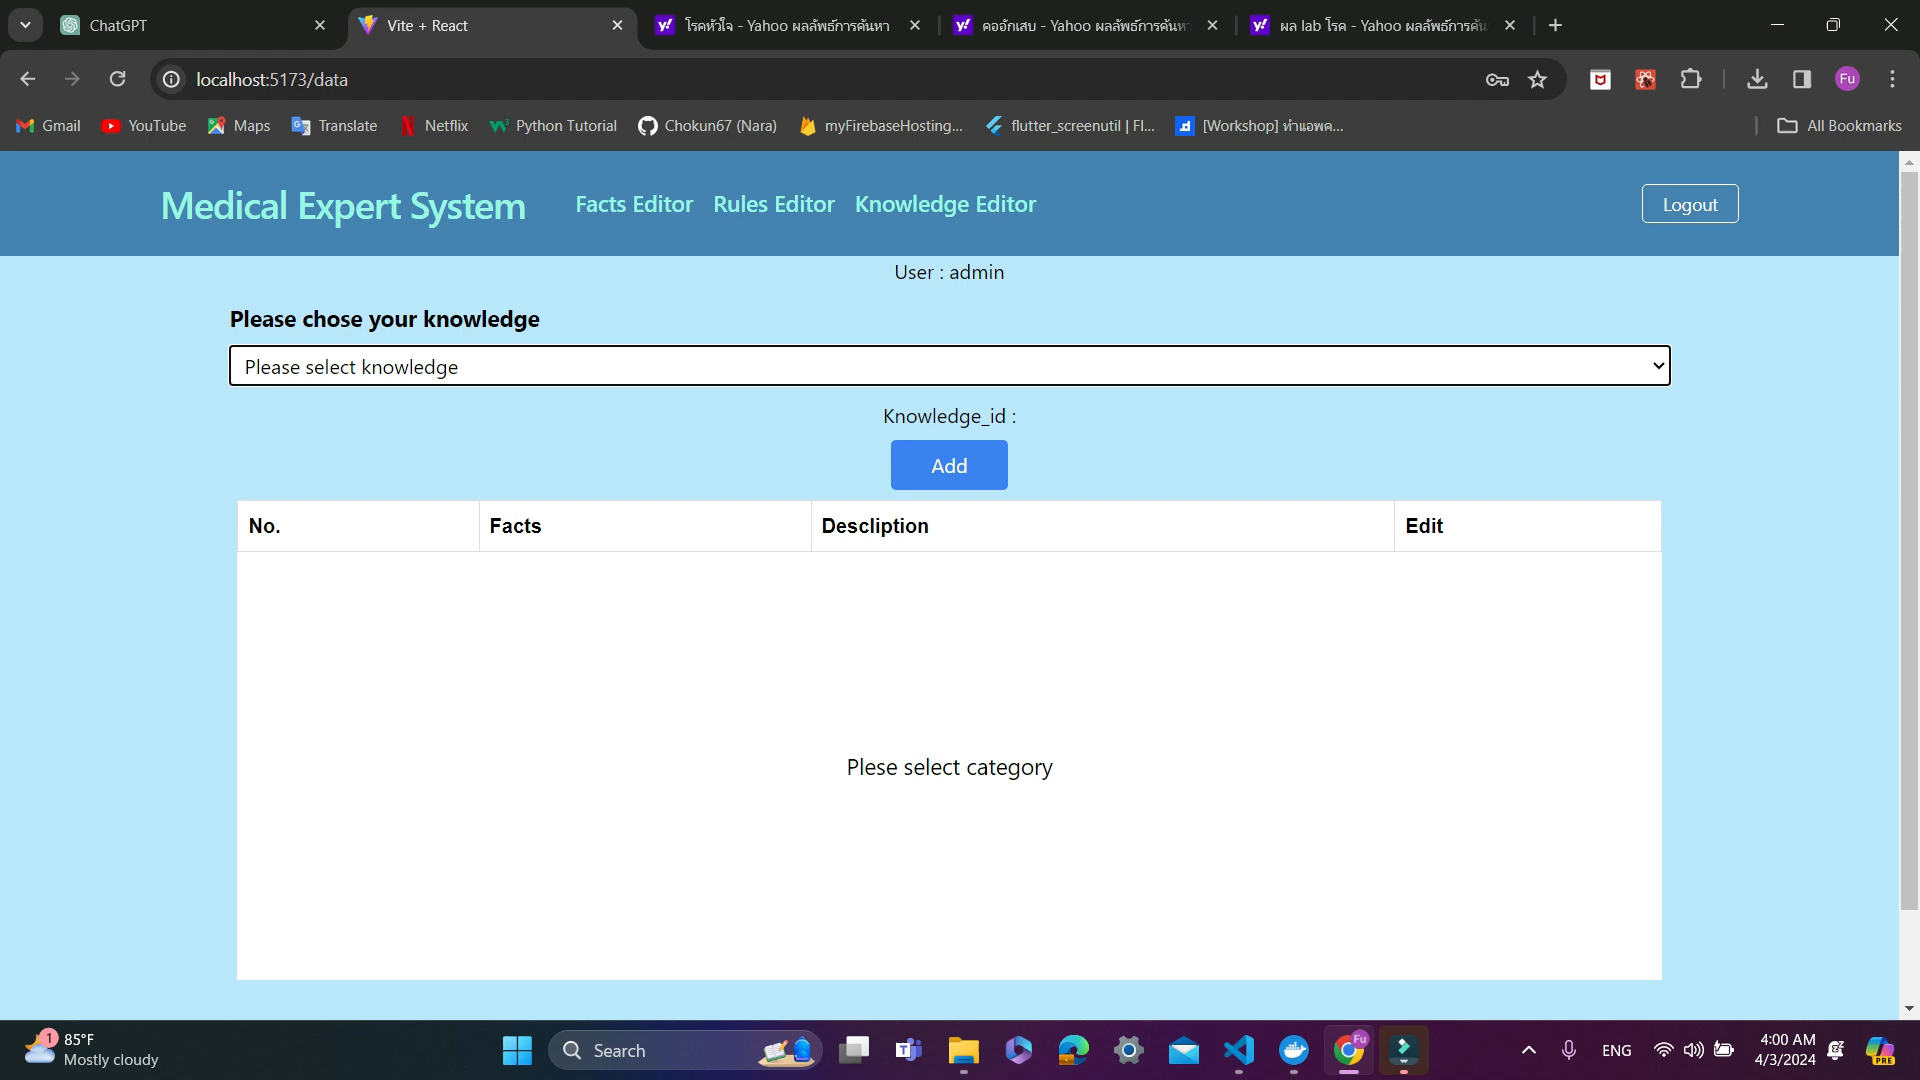 ChatGPT
Vite + React
โรคหัวใจ - Yahoo ผลลัพธ์การค้นหา
คออักเสบ - Yahoo ผลลัพธ์การค้นหา
ผล lab โรค - Yahoo ผลลัพธ์การค้น
localhost:5173/data
Fu
Gmail
YouTube
Maps
Translate
Netflix
Python Tutorial
Chokun67 (Nara)
myFirebaseHosting...
flutter_screenutil | Fl...
[Workshop] ทำแอพค...
All Bookmarks
Medical Expert System
Facts Editor
Rules Editor
Knowledge Editor
Logout
User : admin
Please chose your knowledge
Please select knowledge
Knowledge_id :
Add
No.
Facts
Descliption
Edit
Plese select category
1
85°F
Mostly cloudy
Search
Fu
ENG
4:00 AM
4/3/2024
PRE